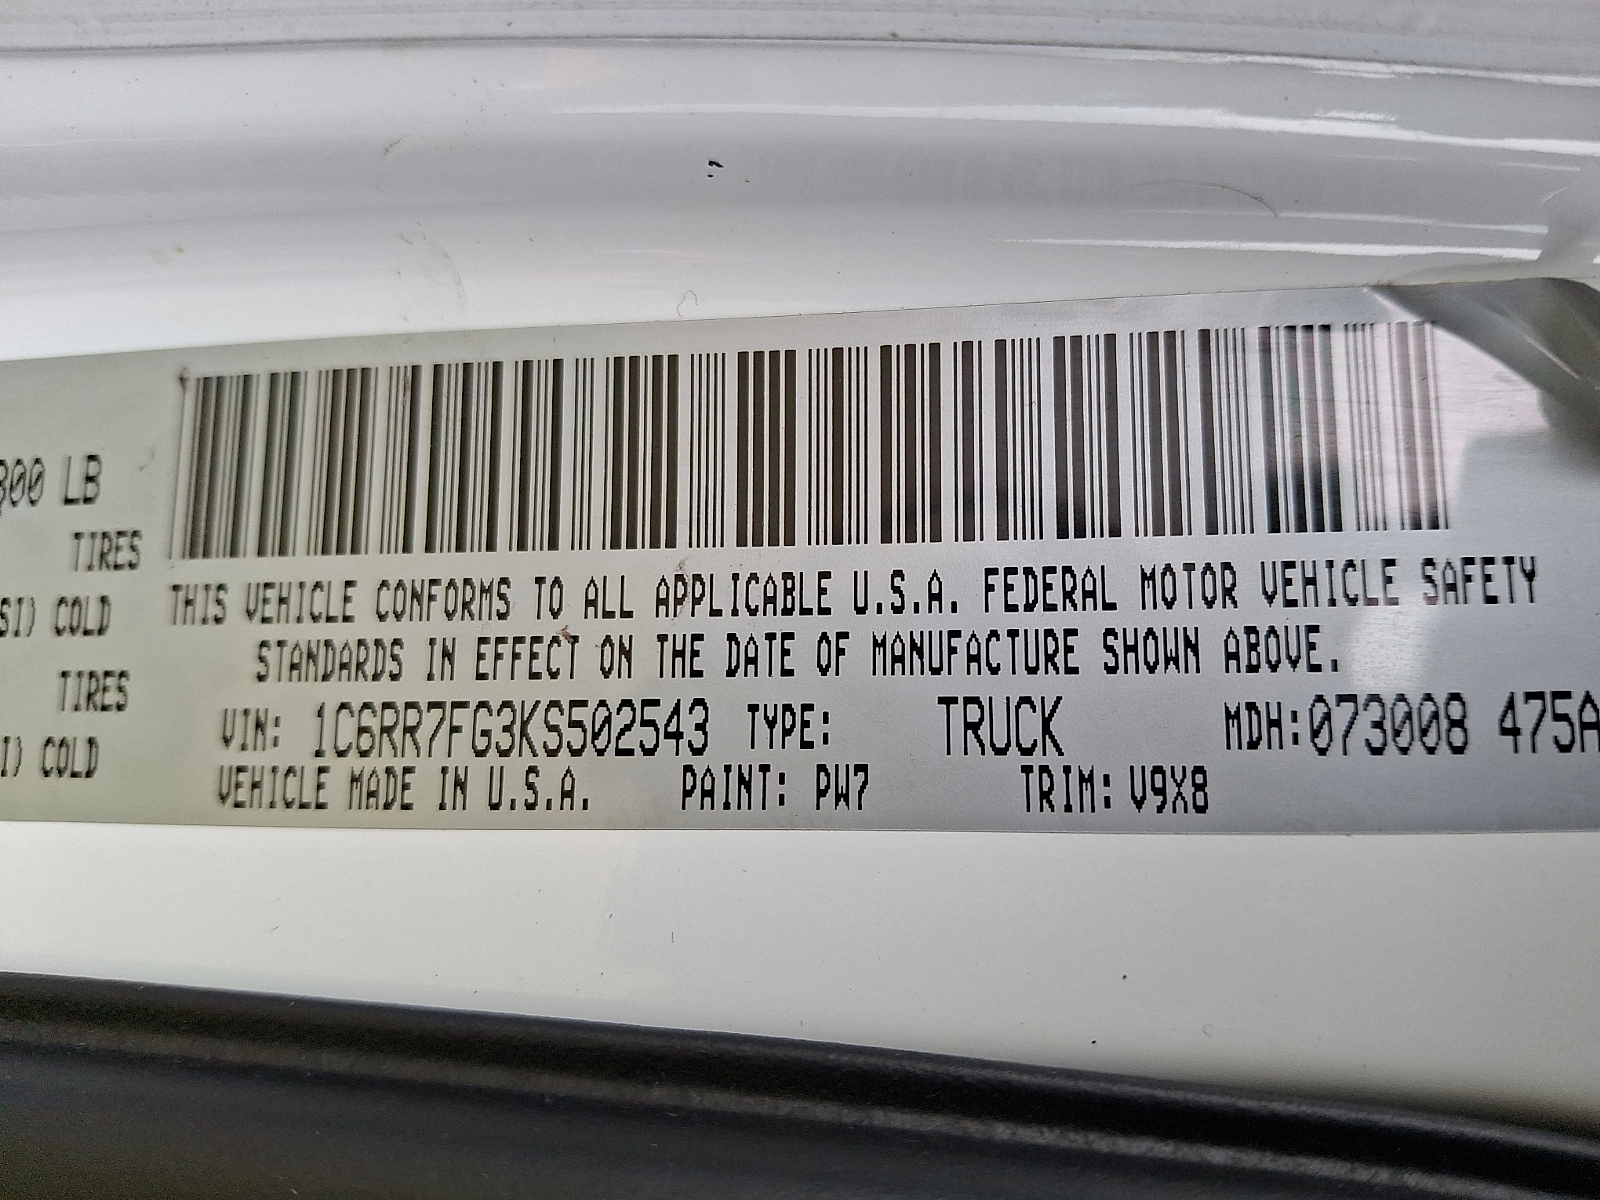 800 LB
TIRES
SI) COLD
TIRES
I) COLD
THIS VEHICLE CONFORMS TO ALL APPLICABLE U.S.A. FEDERAL MOTOR VEHICLE SAFETY
STANDARDS IN EFFECT ON THE DATE OF MANUFACTURE SHOWN ABOVE.
VIN: 1C6RR7FG3KS502543 TYPE: TRUCK MDH:073008 475A
VEHICLE MADE IN U.S.A. PAINT: PW7 TRIM: V9X8